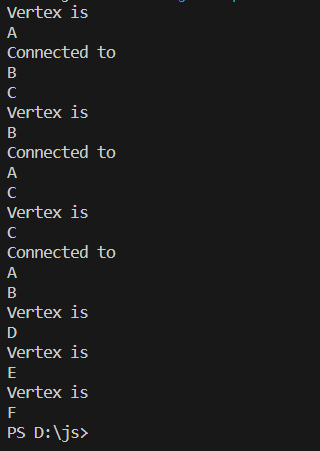 Vertex is
A
Connected to
B
C
Vertex is
B
Connected to
A
C
Vertex is
C
Connected to
A
B
Vertex is
D
Vertex is
E
Vertex is
F
PS D:\js>